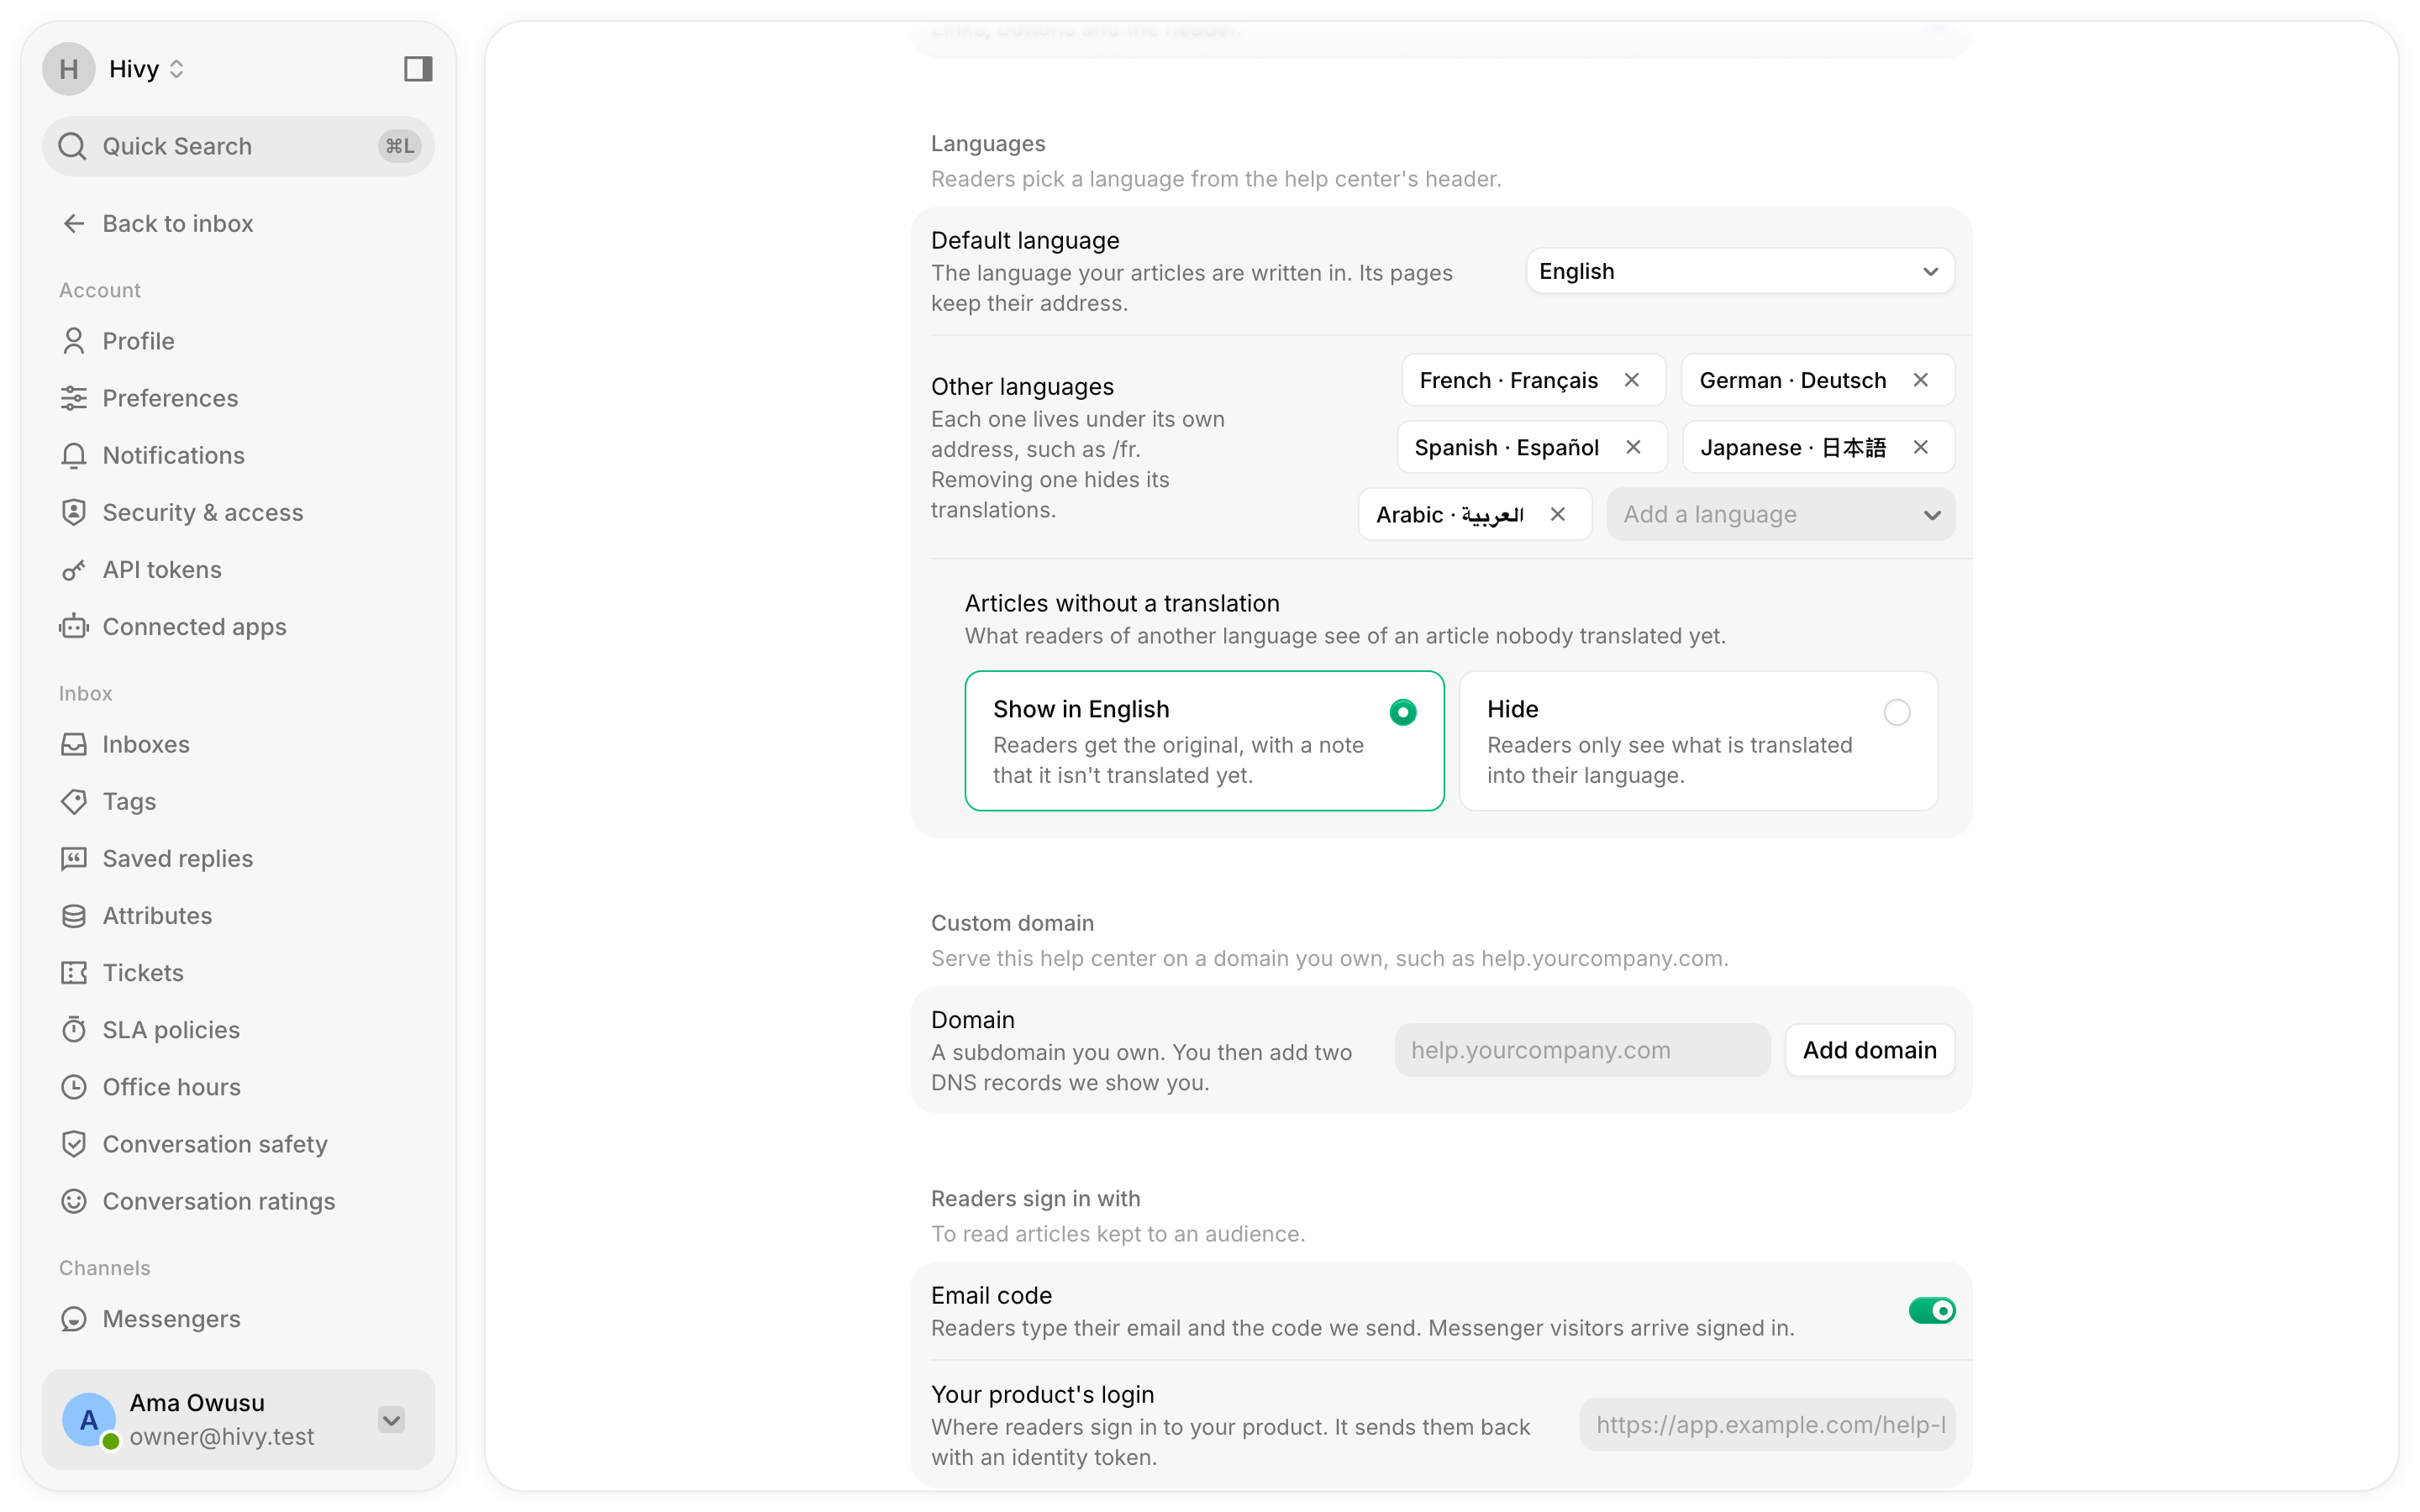 H Hivy
Quick Search ⌘L
Back to inbox
Account
Profile
Preferences
Notifications
Security & access
API tokens
Connected apps
Inbox
Inboxes
Tags
Saved replies
Attributes
Tickets
SLA policies
Office hours
Conversation safety
Conversation ratings
Channels
Messengers
A
Ama Owusu
owner@hivy.test
Links, buttons and the header.
Languages
Readers pick a language from the help center's header.
Default language
The language your articles are written in. Its pages
keep their address.
English
Other languages
Each one lives under its own
address, such as /fr.
Removing one hides its
translations.
French · Français
German · Deutsch
Spanish · Español
Japanese · 日本語
Arabic · العربية
Add a language
Articles without a translation
What readers of another language see of an article nobody translated yet.
Show in English
Readers get the original, with a note
that it isn't translated yet.
Hide
Readers only see what is translated
into their language.
Custom domain
Serve this help center on a domain you own, such as help.yourcompany.com.
Domain
A subdomain you own. You then add two
DNS records we show you.
help.yourcompany.com
Add domain
Readers sign in with
To read articles kept to an audience.
Email code
Readers type their email and the code we send. Messenger visitors arrive signed in.
Your product's login
Where readers sign in to your product. It sends them back
with an identity token.
https://app.example.com/help-l